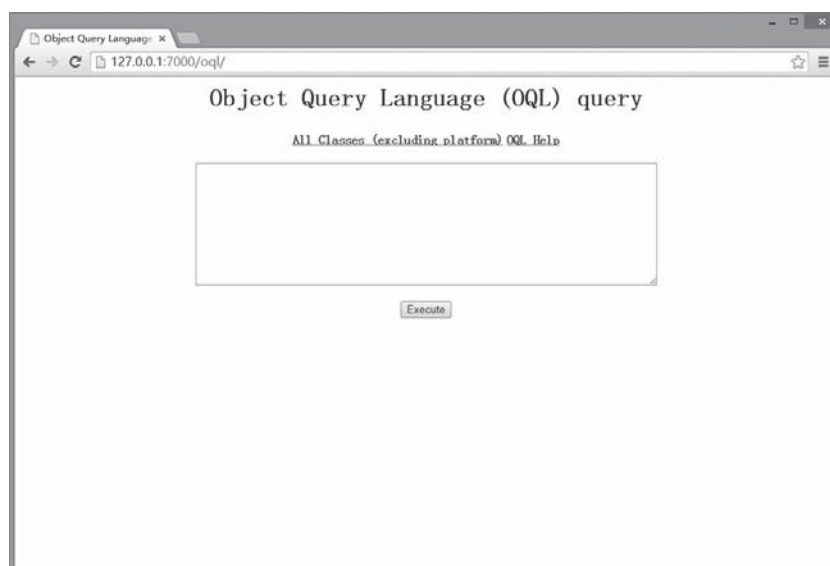 Object Query Language
127.0.0.1:7000/oql/
Object Query Language (OQL) query
All Classes (excluding platform) OQL Help
Execute